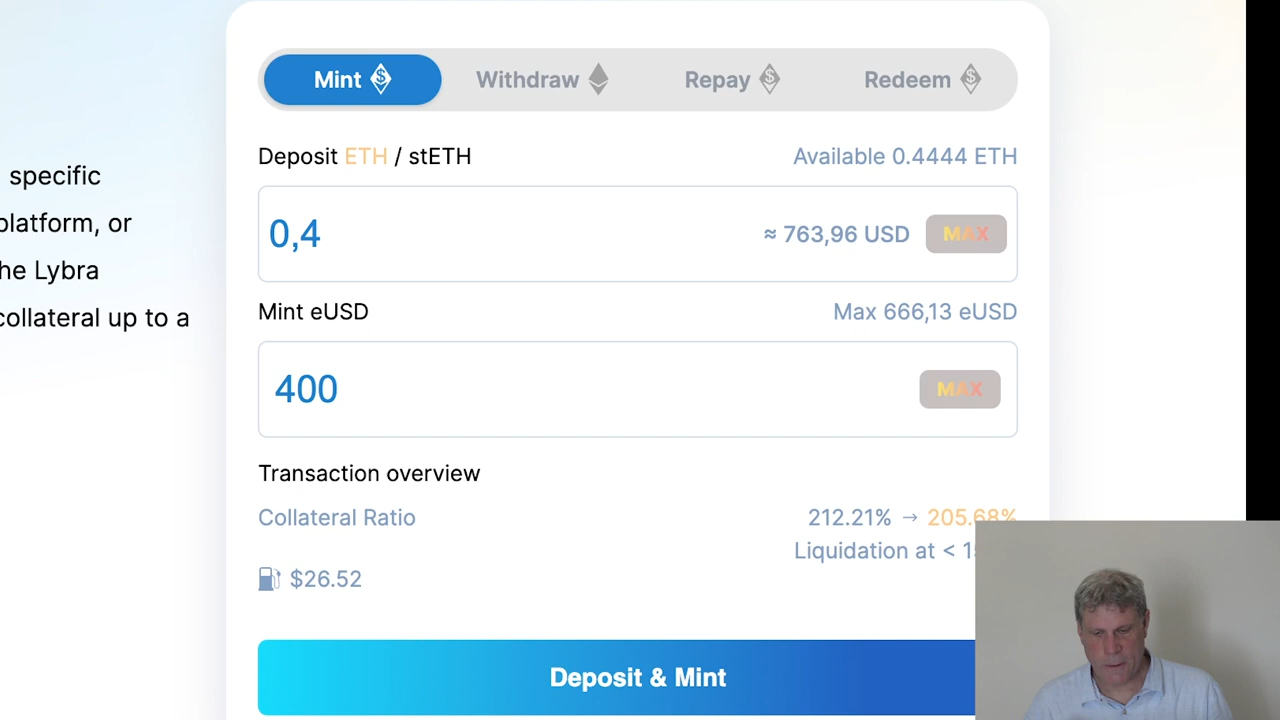 Mint Withdraw Repay Redeem
Deposit ETH / stETH Available 0.4444 ETH
specific
0,4 ≈ 763,96 USD MAX
platform, or
he Lybra
Mint eUSD Max 666,13 eUSD
collateral up to a
400 MAX
Transaction overview
Collateral Ratio 212.21% → 205.68%
Liquidation at <
$26.52
Deposit & Mint